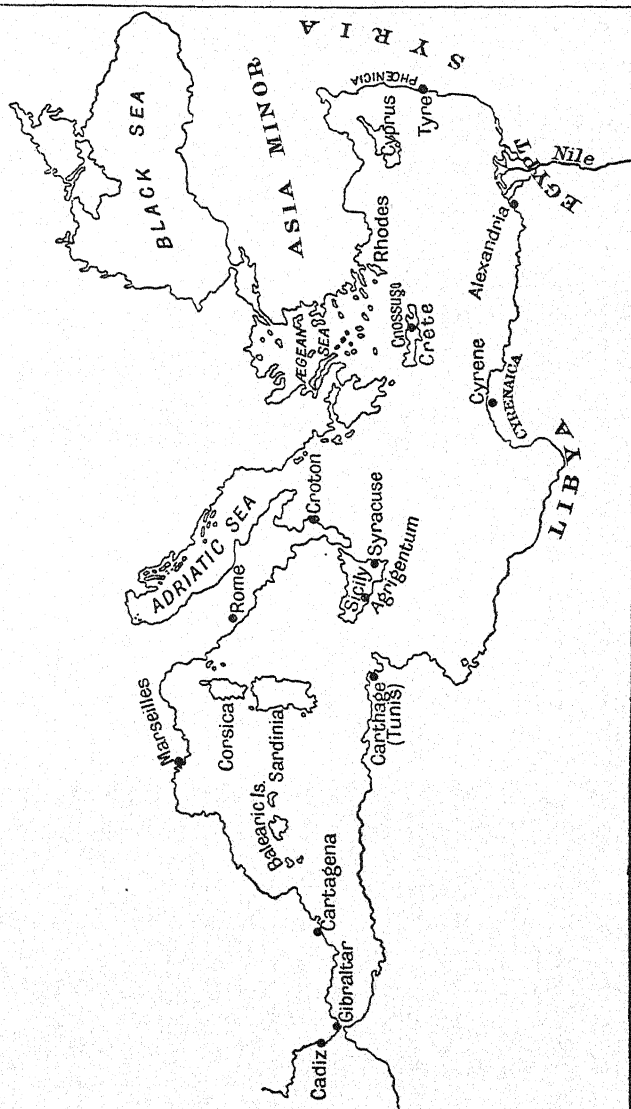 BLACK SEA
ASIA MINOR
SYRIA
PHŒNICIA
Cyprus
Tyre
Rhodes
ÆGEAN
SEA
Cnossus
Crete
EGYPT
Nile
Alexandria
Cyrene
CYRENAICA
LIBYA
ADRIATIC SEA
Croton
Rome
Sicily
Syracuse
Agrigentum
Marseilles
Corsica
Sardinia
Balearic Is.
Carthage
(Tunis)
Cartagena
Gibraltar
Cadiz